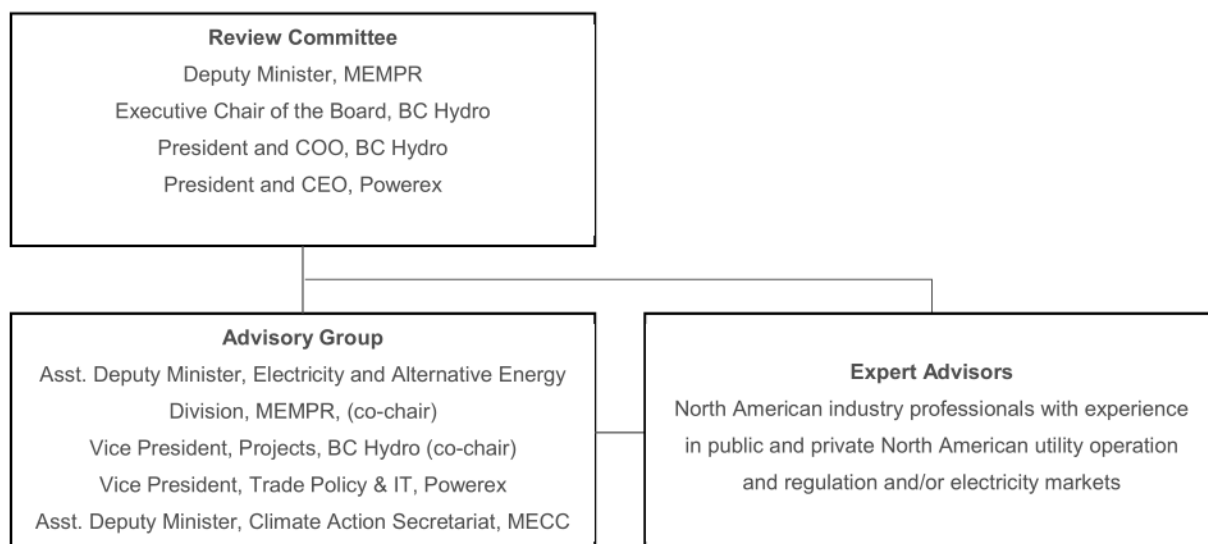 Review Committee
Deputy Minister, MEMPR
Executive Chair of the Board, BC Hydro
President and COO, BC Hydro
President and CEO, Powerex
Advisory Group
Asst. Deputy Minister, Electricity and Alternative Energy
Division, MEMPR, (co-chair)
Vice President, Projects, BC Hydro (co-chair)
Vice President, Trade Policy & IT, Powerex
Asst. Deputy Minister, Climate Action Secretariat, MECC
Expert Advisors
North American industry professionals with experience
in public and private North American utility operation
and regulation and/or electricity markets